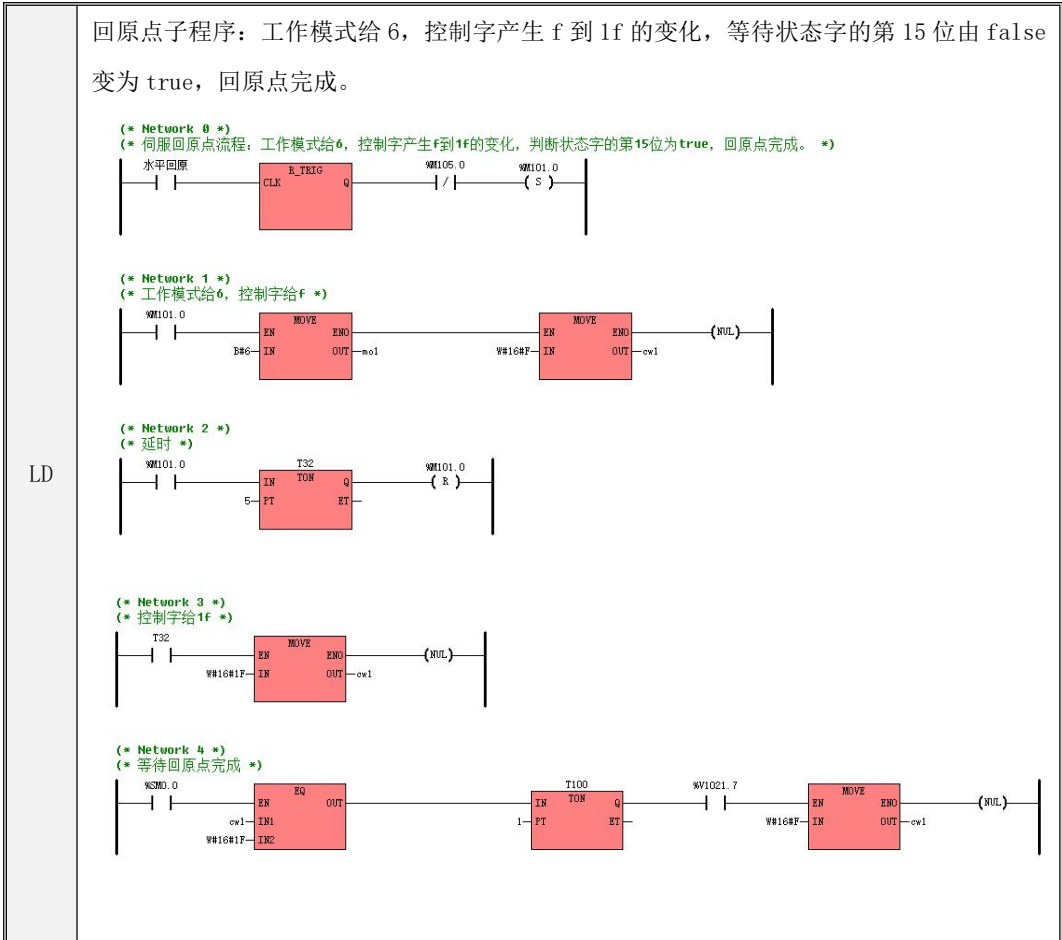 回原点子程序：工作模式给 6，控制字产生 f 到 1f 的变化，等待状态字的第 15 位由 false
变为 true，回原点完成。
LD
(* Network 0 *)
(* 伺服回原点流程：工作模式给6，控制字产生f到1f的变化，判断状态字的第15位为true，回原点完成。 *)
水平回原 R_TRIG %M105.0 %M101.0
CLK Q / S
(* Network 1 *)
(* 工作模式给6，控制字给f *)
%M101.0 MOVE MOVE
EN ENO EN ENO (NUL)
B#6 IN OUT mo1 W#16#F IN OUT cw1
(* Network 2 *)
(* 延时 *)
%M101.0 T32 %M101.0
IN TON Q ( R )
5 PT ET
(* Network 3 *)
(* 控制字给1f *)
T32 MOVE
EN ENO (NUL)
W#16#1F IN OUT cw1
(* Network 4 *)
(* 等待回原点完成 *)
%SM0.0 EQ T100 %V1021.7 MOVE
EN OUT IN TON Q EN ENO (NUL)
cw1 IN1 1 PT ET W#16#F IN OUT cw1
W#16#1F IN2